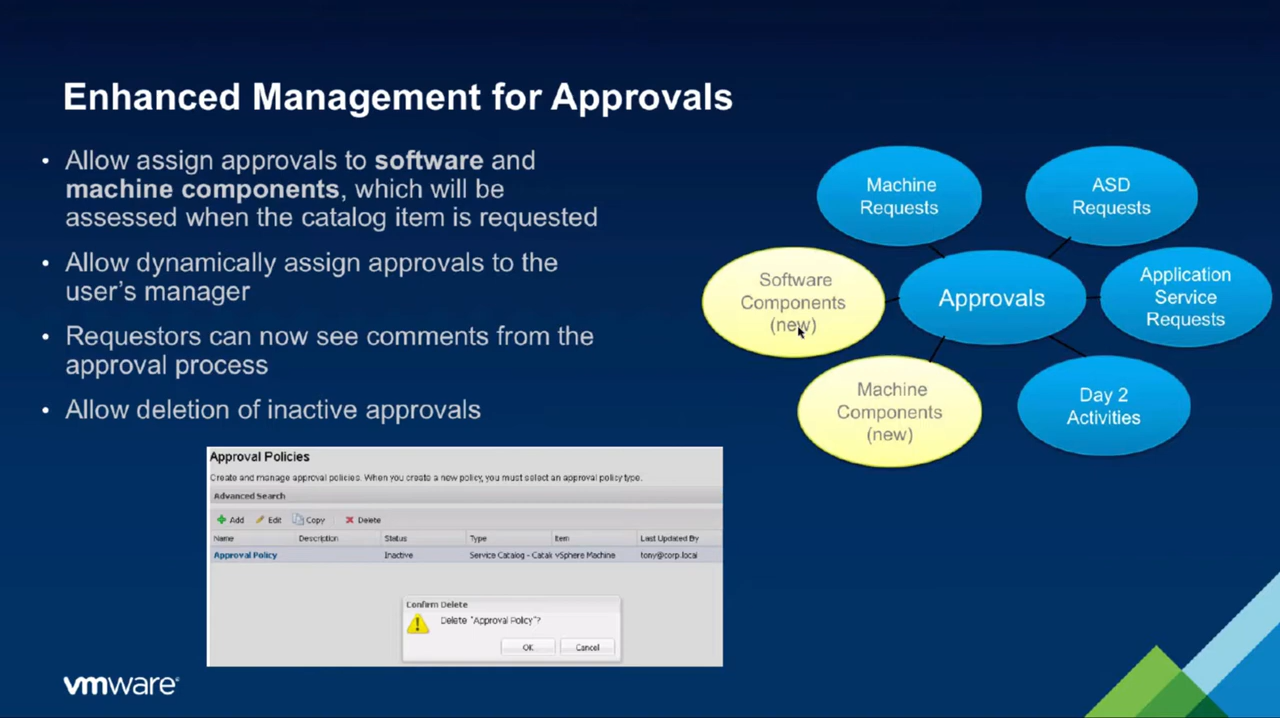 Enhanced Management for Approvals
• Allow assign approvals to software and
machine components, which will be
assessed when the catalog item is requested
• Allow dynamically assign approvals to the
user's manager
• Requestors can now see comments from the
approval process
• Allow deletion of inactive approvals
Machine
Requests
ASD
Requests
Software
Components
(new)
Approvals
Application
Service
Requests
Machine
Components
(new)
Day 2
Activities
Approval Policies
Create and manage approval policies. When you create a new policy, you must select an approval policy type.
Advanced Search
Add Edit Copy Delete
Name Description Status Type Item Last Updated By
Approval Policy Inactive Service Catalog - Catal vSphere Machine tony@corp.local
Confirm Delete
Delete "Approval Policy"?
OK Cancel
vmware